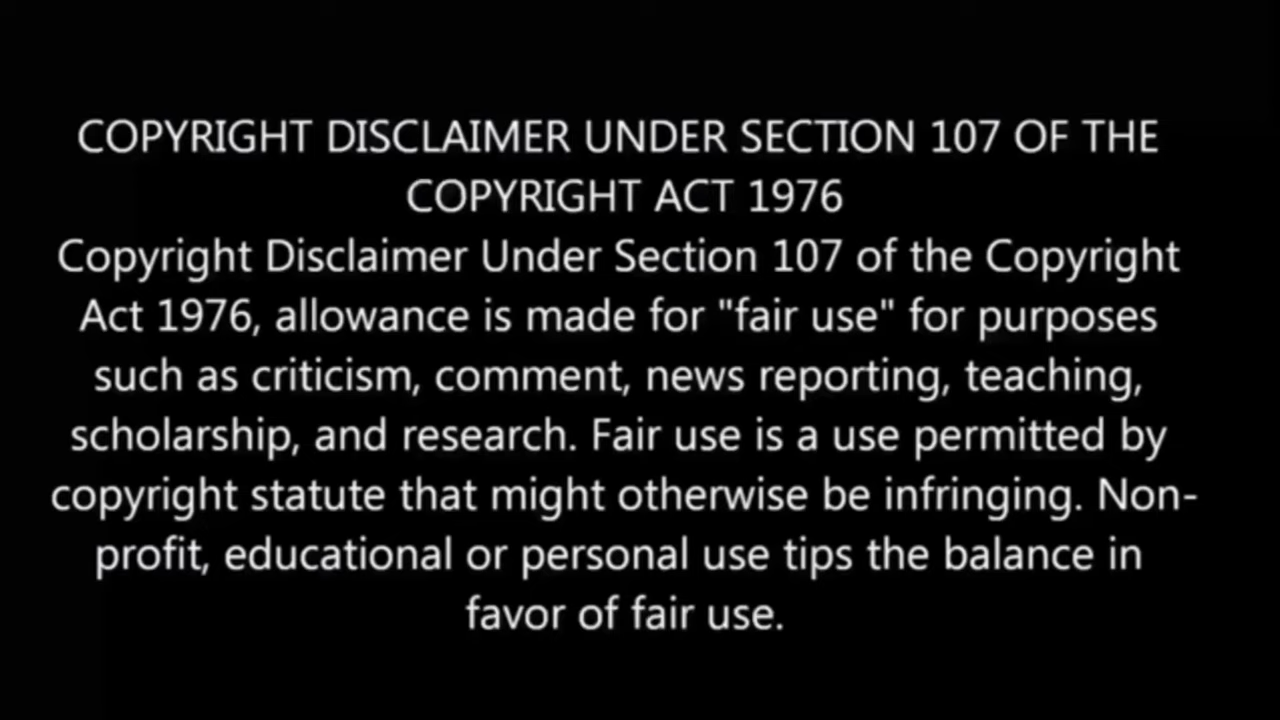 COPYRIGHT DISCLAIMER UNDER SECTION 107 OF THE
COPYRIGHT ACT 1976
Copyright Disclaimer Under Section 107 of the Copyright
Act 1976, allowance is made for "fair use" for purposes
such as criticism, comment, news reporting, teaching,
scholarship, and research. Fair use is a use permitted by
copyright statute that might otherwise be infringing. Non-
profit, educational or personal use tips the balance in
favor of fair use.